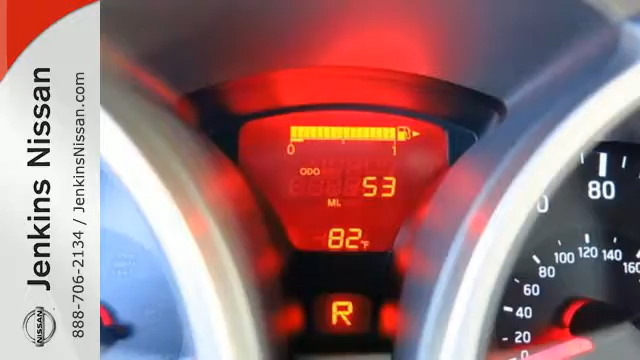 Jenkins Nissan
888-706-2134 / JenkinsNissan.com
NISSAN
0 1
ODO 53
MI.
82°F
R
80
0
20
40
60
80
100
120
140
160